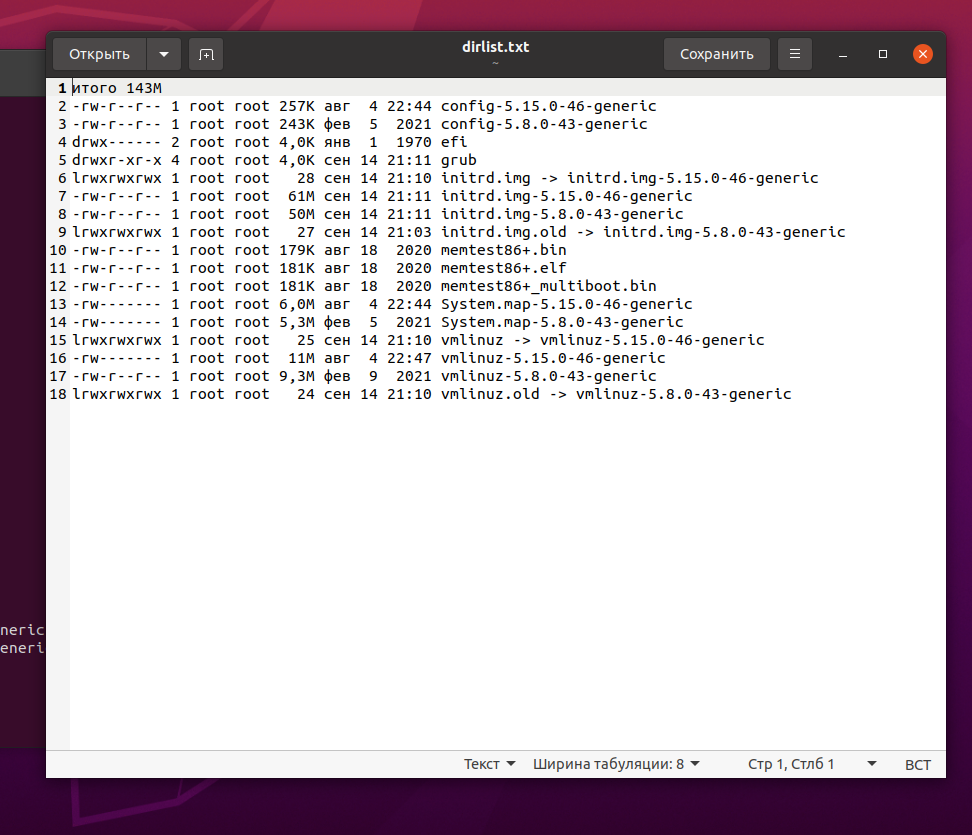 Открыть
dirlist.txt
~
Сохранить
1 итого 143M
2 -rw-r--r-- 1 root root 257K авг  4 22:44 config-5.15.0-46-generic
3 -rw-r--r-- 1 root root 243K фев  5  2021 config-5.8.0-43-generic
4 drwx------ 2 root root 4,0K янв  1  1970 efi
5 drwxr-xr-x 4 root root 4,0K сен 14 21:11 grub
6 lrwxrwxrwx 1 root root   28 сен 14 21:10 initrd.img -> initrd.img-5.15.0-46-generic
7 -rw-r--r-- 1 root root  61M сен 14 21:11 initrd.img-5.15.0-46-generic
8 -rw-r--r-- 1 root root  50M сен 14 21:11 initrd.img-5.8.0-43-generic
9 lrwxrwxrwx 1 root root   27 сен 14 21:03 initrd.img.old -> initrd.img-5.8.0-43-generic
10 -rw-r--r-- 1 root root 179K авг 18  2020 memtest86+.bin
11 -rw-r--r-- 1 root root 181K авг 18  2020 memtest86+.elf
12 -rw-r--r-- 1 root root 181K авг 18  2020 memtest86+_multiboot.bin
13 -rw------- 1 root root 6,0M авг  4 22:44 System.map-5.15.0-46-generic
14 -rw------- 1 root root 5,3M фев  5  2021 System.map-5.8.0-43-generic
15 lrwxrwxrwx 1 root root   25 сен 14 21:10 vmlinuz -> vmlinuz-5.15.0-46-generic
16 -rw------- 1 root root  11M авг  4 22:47 vmlinuz-5.15.0-46-generic
17 -rw-r--r-- 1 root root 9,3M фев  9  2021 vmlinuz-5.8.0-43-generic
18 lrwxrwxrwx 1 root root   24 сен 14 21:10 vmlinuz.old -> vmlinuz-5.8.0-43-generic
neric
eneri
Текст Ширина табуляции: 8 Стр 1, Стлб 1 ВСТ